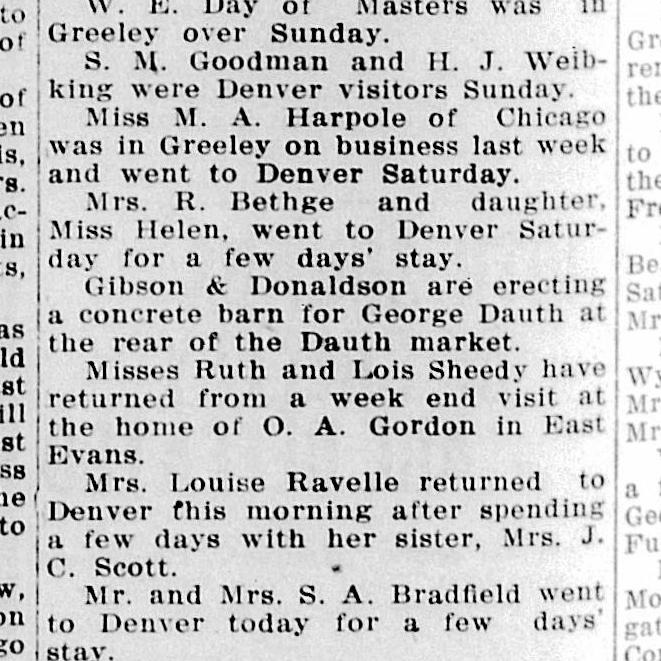 W. E. Day of Masters was in
Greeley over Sunday.
S. M. Goodman and H. J. Weib-
king were Denver visitors Sunday.
Miss M. A. Harpole of Chicago
was in Greeley on business last week
and went to Denver Saturday.
Mrs. R. Bethge and daughter,
Miss Helen, went to Denver Satur-
day for a few days' stay.
Gibson & Donaldson are erecting
a concrete barn for George Dauth at
the rear of the Dauth market.
Misses Ruth and Lois Sheedy have
returned from a week end visit at
the home of O. A. Gordon in East
Evans.
Mrs. Louise Ravelle returned to
Denver this morning after spending
a few days with her sister, Mrs. J.
C. Scott.
Mr. and Mrs. S. A. Bradfield went
to Denver today for a few days'
stay.